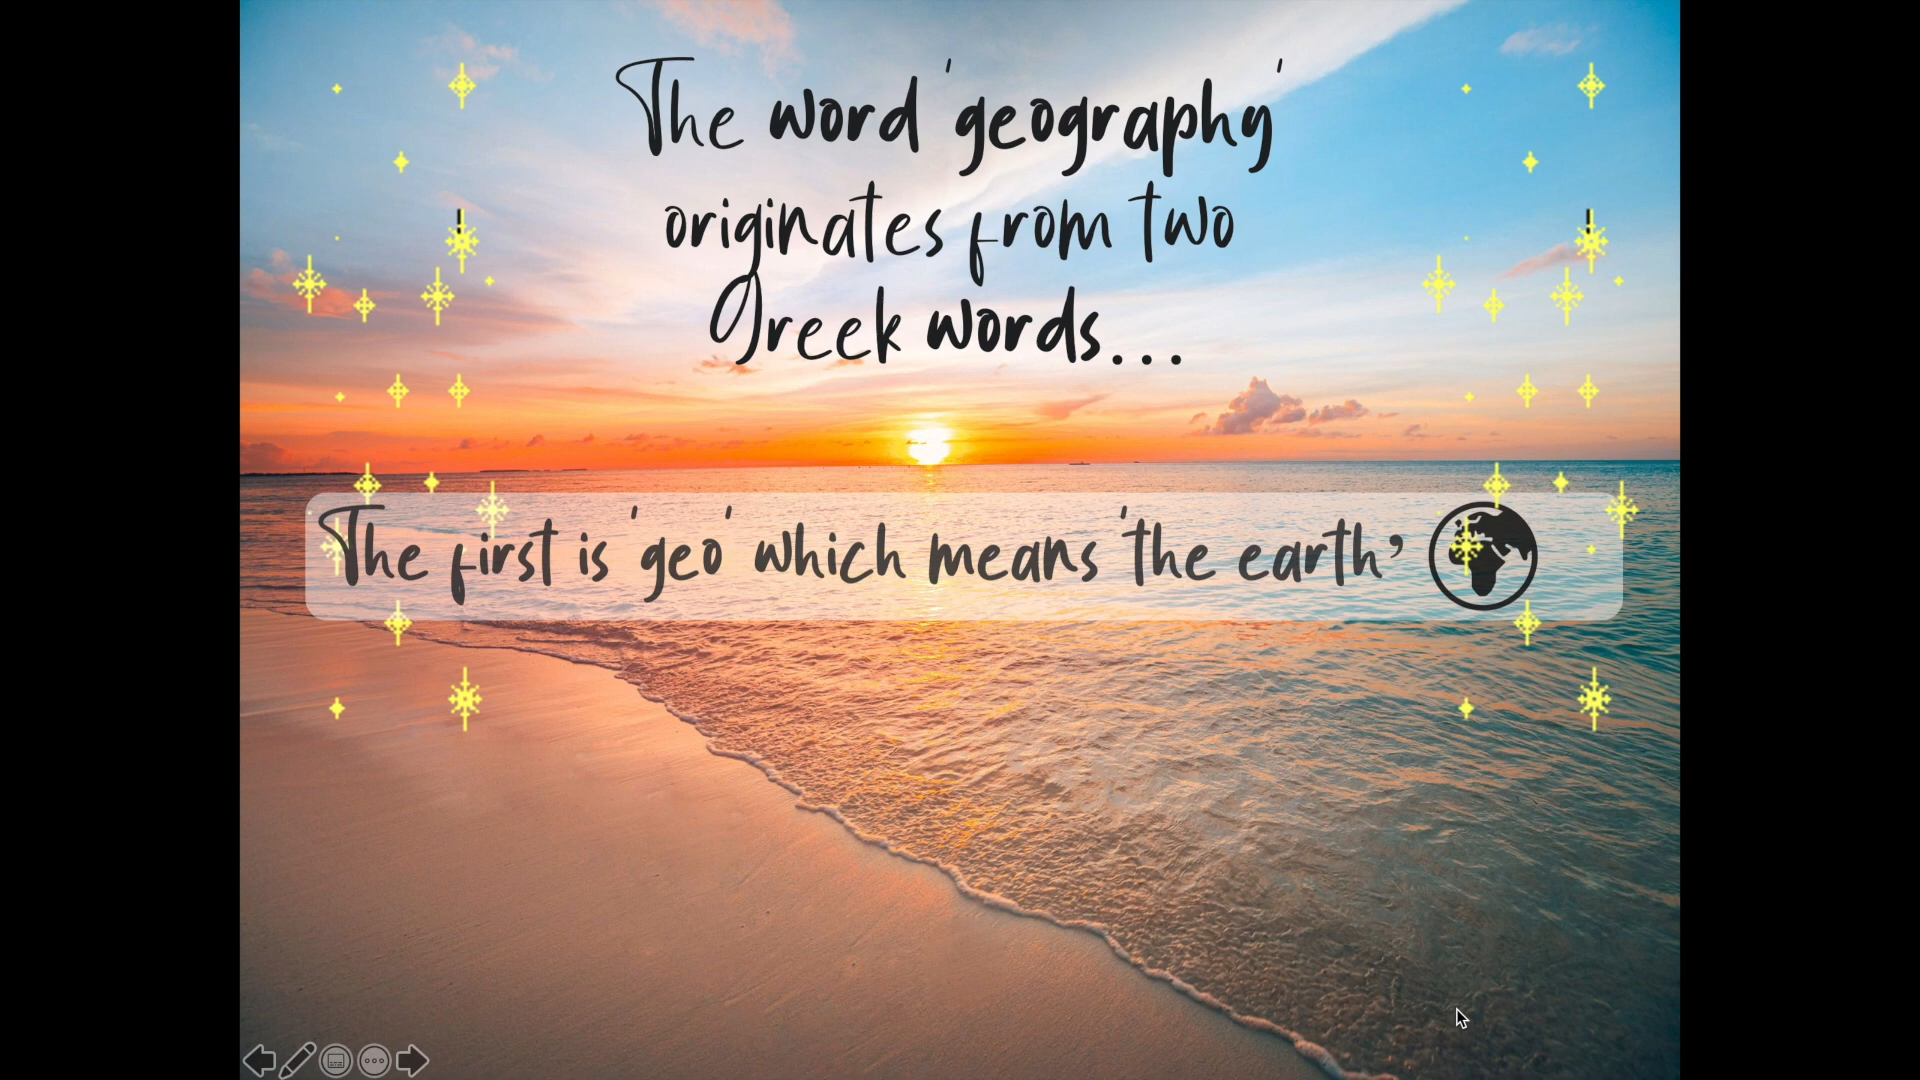 The word 'geography'
originates from two
Greek words...
The first is 'geo' which means 'the earth'